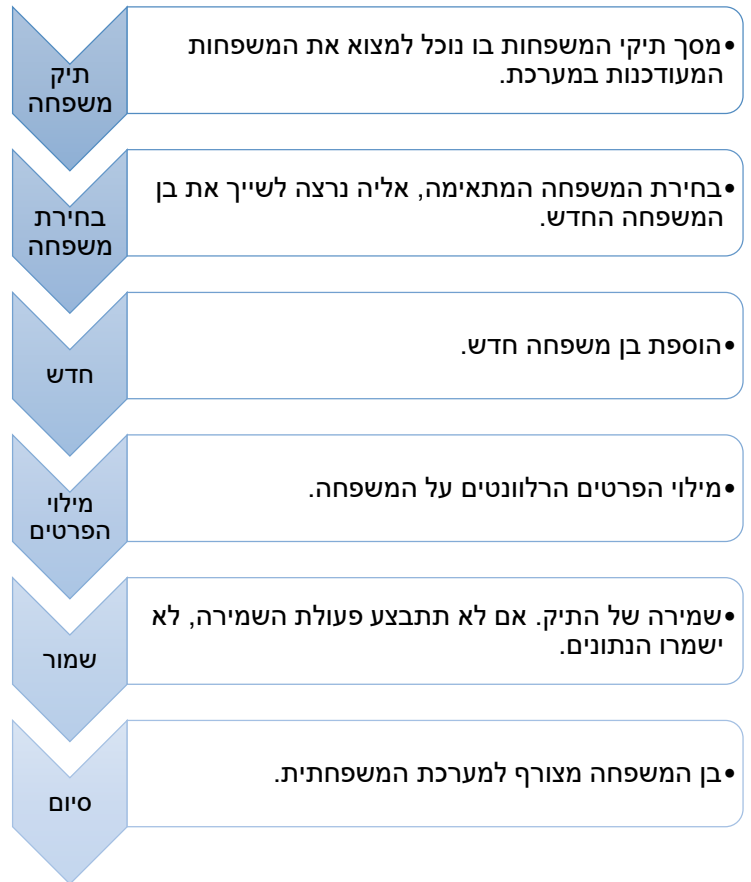 תיק
משפחה
•מסך תיקי המשפחות בו נוכל למצוא את המשפחות
המעודכנות במערכת.
בחירת
משפחה
•בחירת המשפחה המתאימה, אליה נרצה לשייך את בן
המשפחה החדש.
חדש
•הוספת בן משפחה חדש.
מילוי
הפרטים
•מילוי הפרטים הרלוונטים על המשפחה.
שמור
•שמירה של התיק. אם לא תתבצע פעולת השמירה, לא
ישמרו הנתונים.
סיום
•בן המשפחה מצורף למערכת המשפחתית.